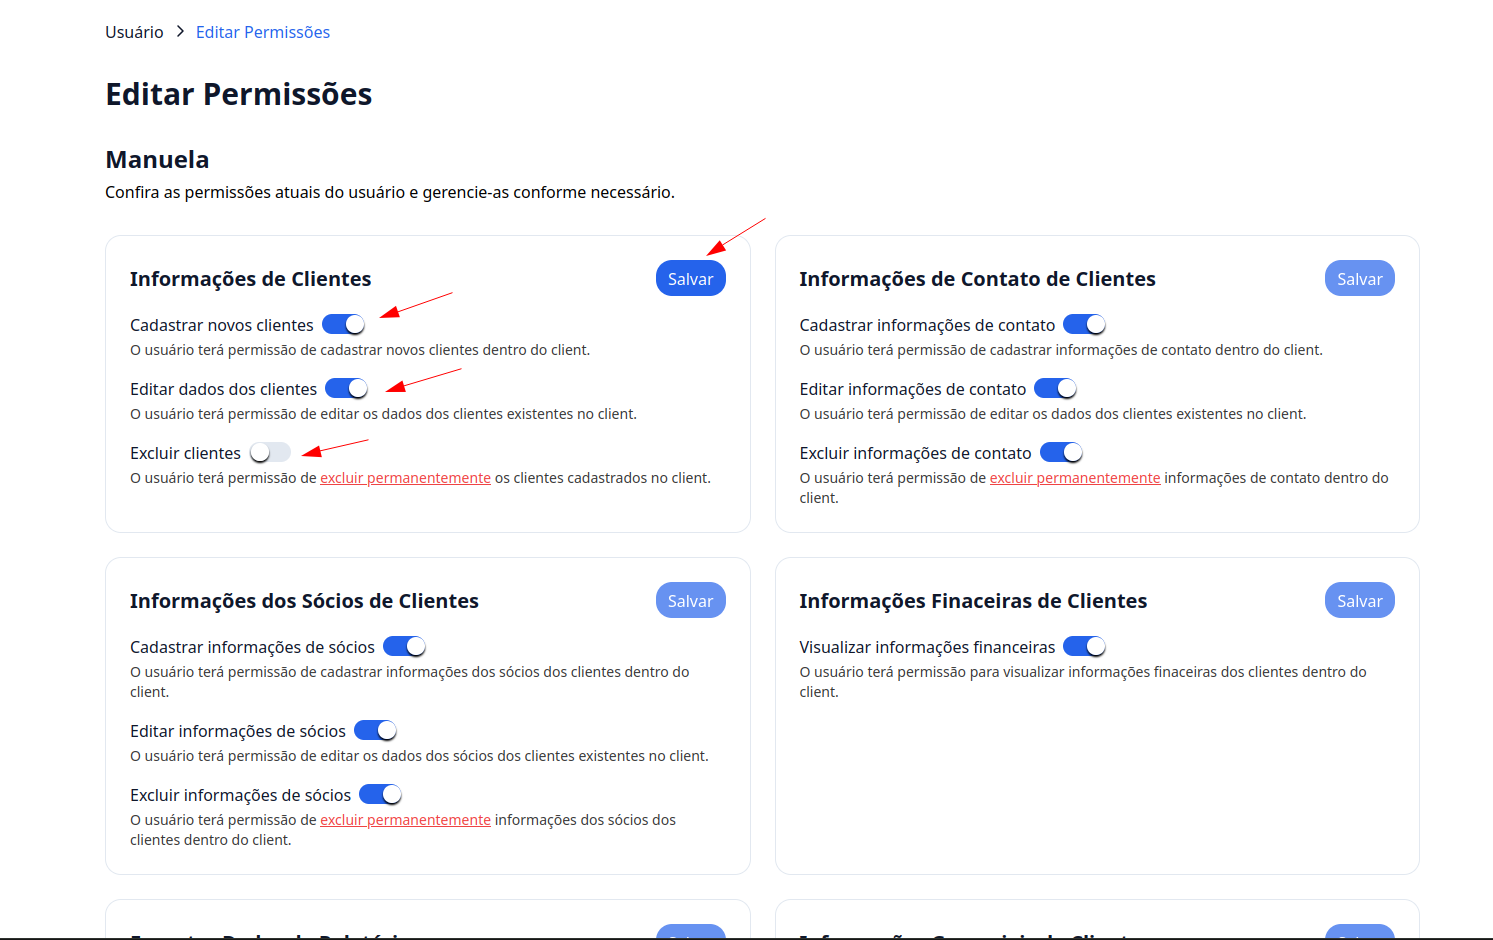 Usuário > Editar Permissões
Editar Permissões
Manuela
Confira as permissões atuais do usuário e gerencie-as conforme necessário.
Informações de Clientes
Salvar
Cadastrar novos clientes
O usuário terá permissão de cadastrar novos clientes dentro do client.
Editar dados dos clientes
O usuário terá permissão de editar os dados dos clientes existentes no client.
Excluir clientes
O usuário terá permissão de excluir permanentemente os clientes cadastrados no client.
Informações de Contato de Clientes
Salvar
Cadastrar informações de contato
O usuário terá permissão de cadastrar informações de contato dentro do client.
Editar informações de contato
O usuário terá permissão de editar os dados dos clientes existentes no client.
Excluir informações de contato
O usuário terá permissão de excluir permanentemente informações de contato dentro do
client.
Informações dos Sócios de Clientes
Salvar
Cadastrar informações de sócios
O usuário terá permissão de cadastrar informações dos sócios dos clientes dentro do
client.
Editar informações de sócios
O usuário terá permissão de editar os dados dos sócios dos clientes existentes no client.
Excluir informações de sócios
O usuário terá permissão de excluir permanentemente informações dos sócios dos
clientes dentro do client.
Informações Finaceiras de Clientes
Salvar
Visualizar informações financeiras
O usuário terá permissão para visualizar informações finaceiras dos clientes dentro do
client.